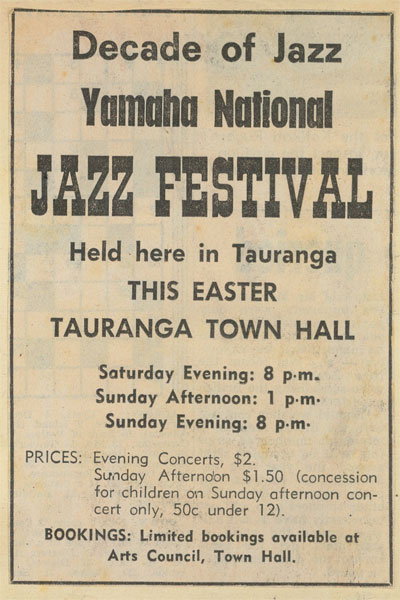 Decade of Jazz
Yamaha National
JAZZ FESTIVAL
Held here in Tauranga
THIS EASTER
TAURANGA TOWN HALL
Saturday Evening: 8 p.m.
Sunday Afternoon: 1 p.m.
Sunday Evening: 8 p.m.
PRICES: Evening Concerts, $2.
Sunday Afternoon $1.50 (concession
for children on Sunday afternoon con-
cert only, 50c under 12).
BOOKINGS: Limited bookings available at
Arts Council, Town Hall.